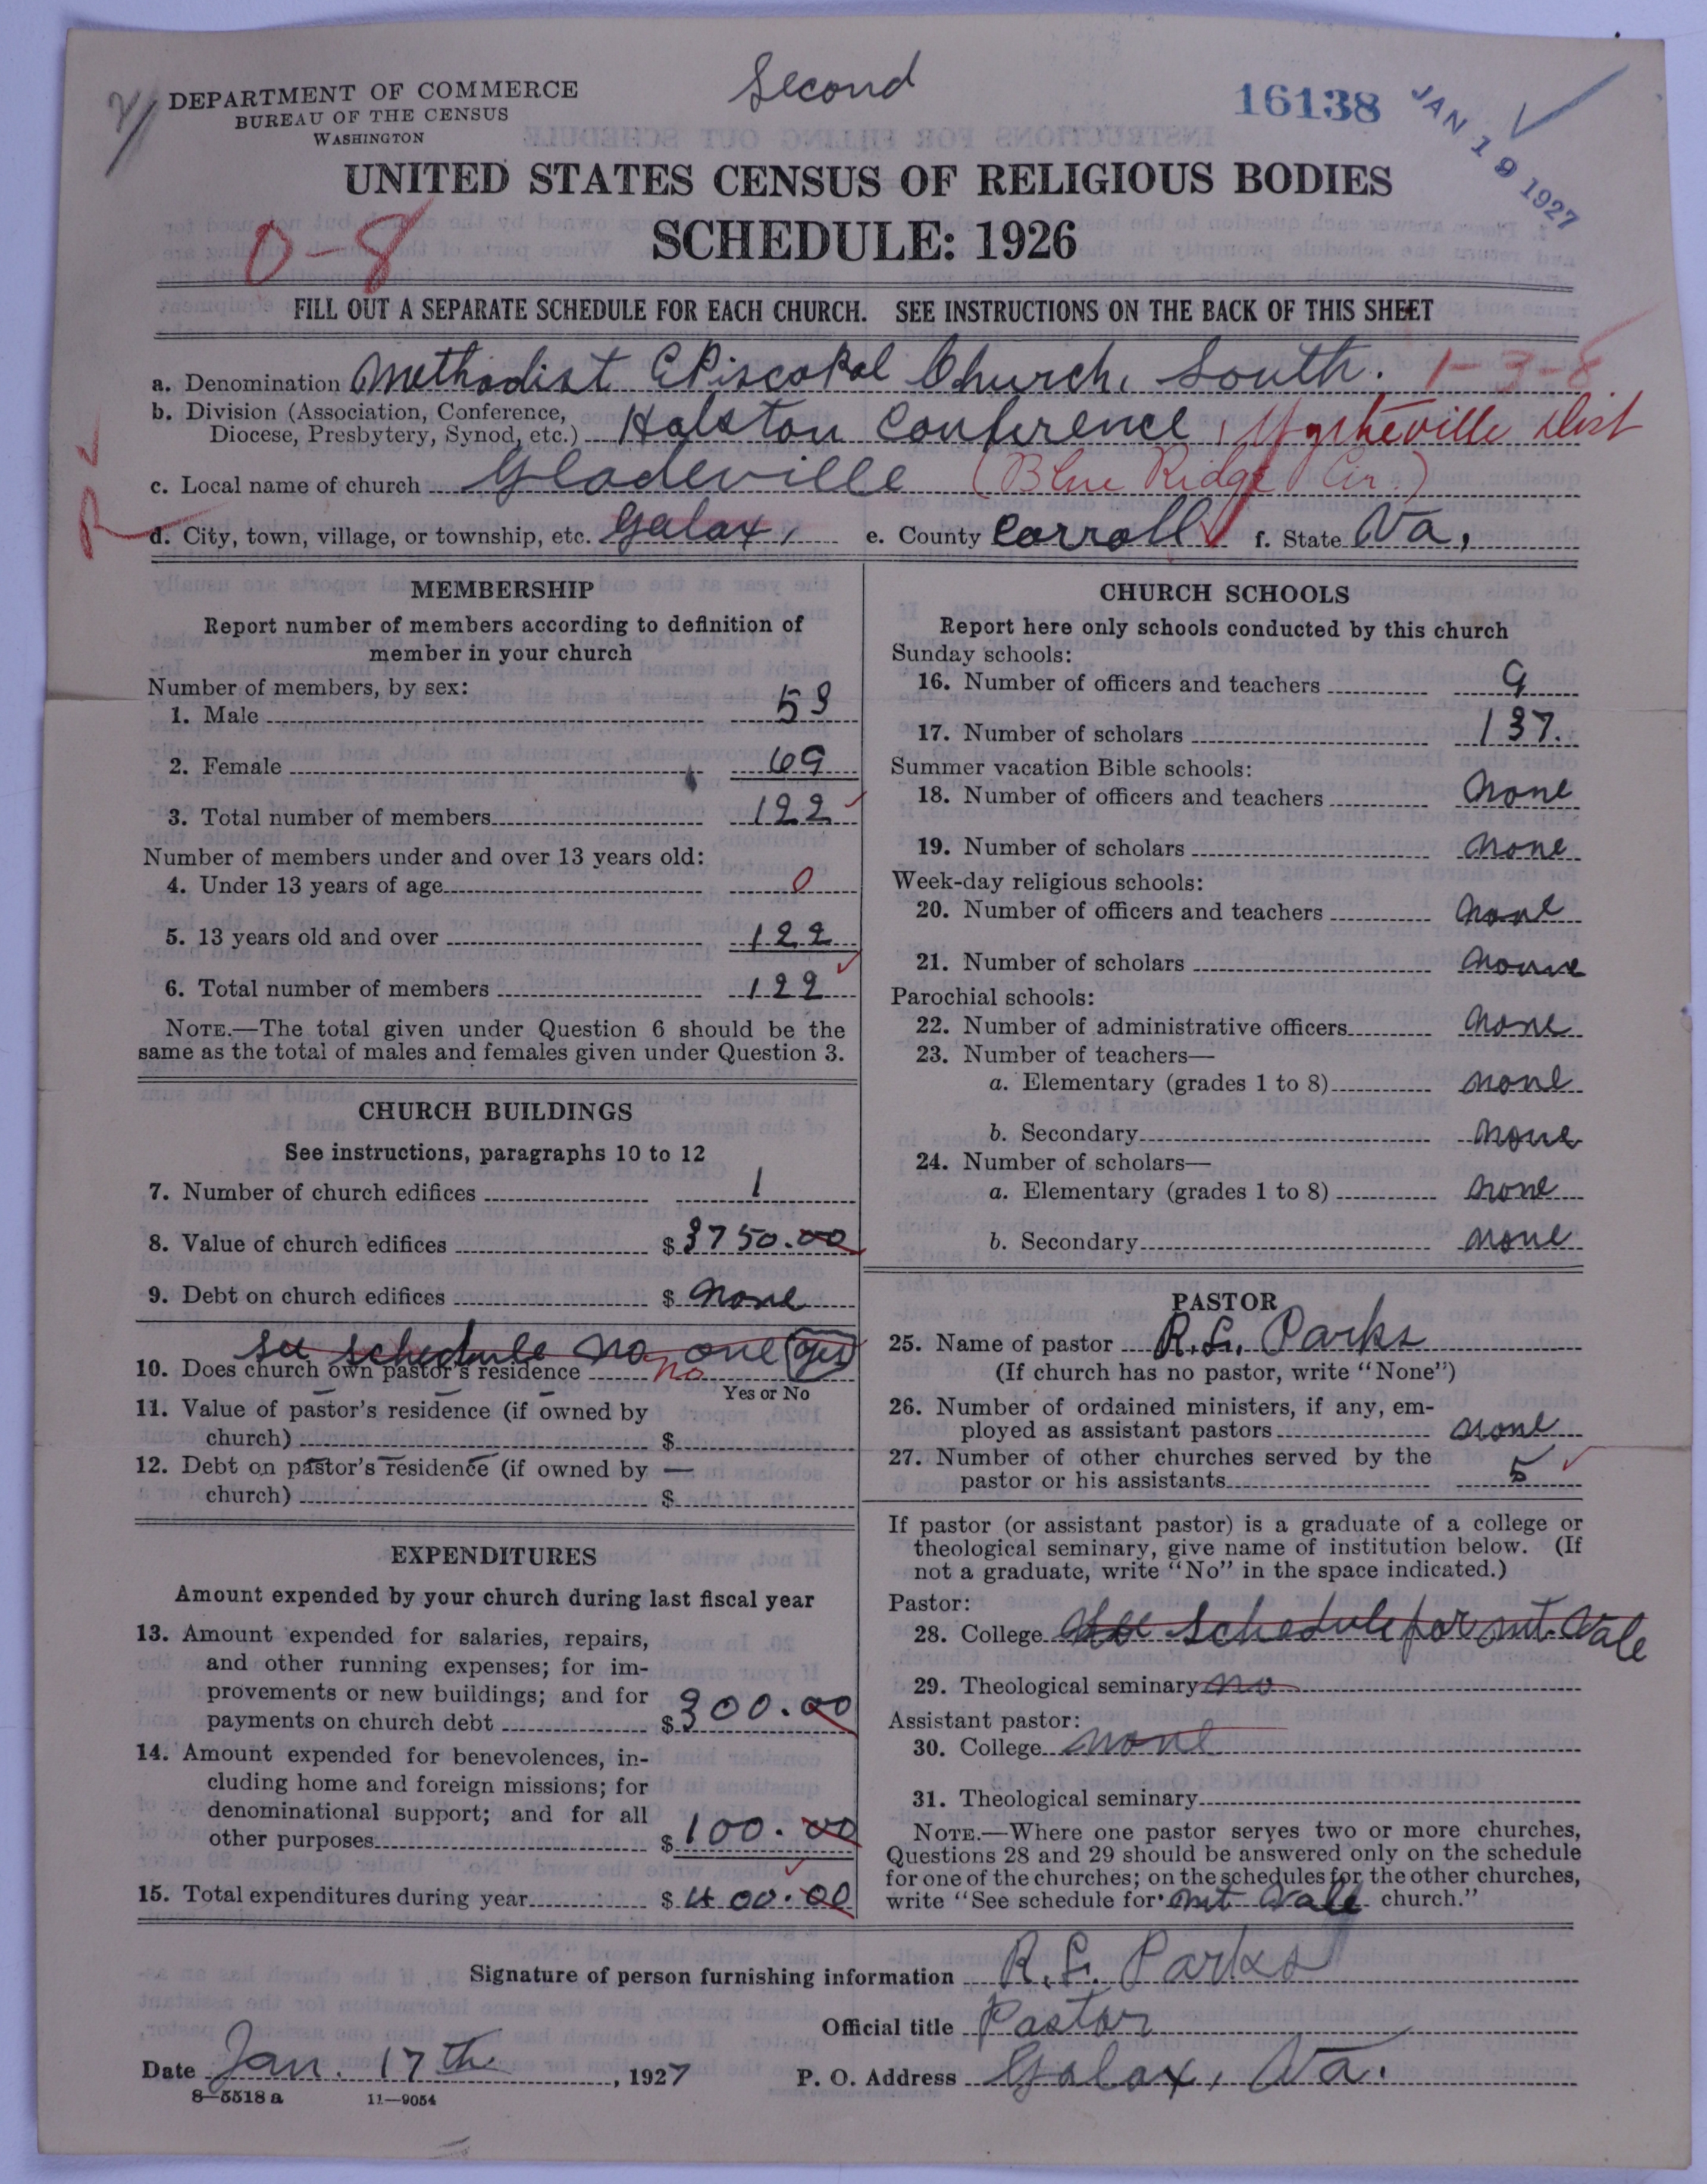 Second
16138
JAN 19 1927
DEPARTMENT OF COMMERCE
BUREAU OF THE CENSUS
WASHINGTON
UNITED STATES CENSUS OF RELIGIOUS BODIES
SCHEDULE: 1926
0-8
FILL OUT A SEPARATE SCHEDULE FOR EACH CHURCH. SEE INSTRUCTIONS ON THE BACK OF THIS SHEET
a. Denomination Methodist Episcopal Church, South. 1-3-8
b. Division (Association, Conference, Diocese, Presbytery, Synod, etc.) Holston Conference, Wytheville Dist
c. Local name of church Gladeville (Blue Ridge Cir.)
d. City, town, village, or township, etc. Galax, e. County Carroll f. State Va,
MEMBERSHIP
Report number of members according to definition of
member in your church
Number of members, by sex:
1. Male 53
2. Female 69
3. Total number of members 122
Number of members under and over 13 years old:
4. Under 13 years of age 0
5. 13 years old and over 122
6. Total number of members 122
NOTE.—The total given under Question 6 should be the
same as the total of males and females given under Question 3.
CHURCH BUILDINGS
See instructions, paragraphs 10 to 12
7. Number of church edifices 1
8. Value of church edifices $3750.00
9. Debt on church edifices $ None
see schedule no one (yes)
10. Does church own pastor's residence no
Yes or No
11. Value of pastor's residence (if owned by
church) $
12. Debt on pastor's residence (if owned by
church) $
EXPENDITURES
Amount expended by your church during last fiscal year
13. Amount expended for salaries, repairs,
and other running expenses; for im-
provements or new buildings; and for
payments on church debt $300.00
14. Amount expended for benevolences, in-
cluding home and foreign missions; for
denominational support; and for all
other purposes $100.00
15. Total expenditures during year $400.00
CHURCH SCHOOLS
Report here only schools conducted by this church
Sunday schools:
16. Number of officers and teachers 9
17. Number of scholars 137.
Summer vacation Bible schools:
18. Number of officers and teachers None
19. Number of scholars None
Week-day religious schools:
20. Number of officers and teachers None
21. Number of scholars None
Parochial schools:
22. Number of administrative officers None
23. Number of teachers—
a. Elementary (grades 1 to 8) None
b. Secondary None
24. Number of scholars—
a. Elementary (grades 1 to 8) None
b. Secondary None
PASTOR
25. Name of pastor R.L. Parks
(If church has no pastor, write "None")
26. Number of ordained ministers, if any, em-
ployed as assistant pastors None
27. Number of other churches served by the
pastor or his assistants 5
If pastor (or assistant pastor) is a graduate of a college or
theological seminary, give name of institution below. (If
not a graduate, write "No" in the space indicated.)
Pastor:
28. College See schedule for Mt. Vale
29. Theological seminary no
Assistant pastor:
30. College None
31. Theological seminary
NOTE.—Where one pastor serves two or more churches,
Questions 28 and 29 should be answered only on the schedule
for one of the churches; on the schedules for the other churches,
write "See schedule for Mt Vale church."
Signature of person furnishing information R.L. Parks
Official title Pastor
Date Jan. 17th, 1927 P. O. Address Galax, Va.
8-5518a 11-9054